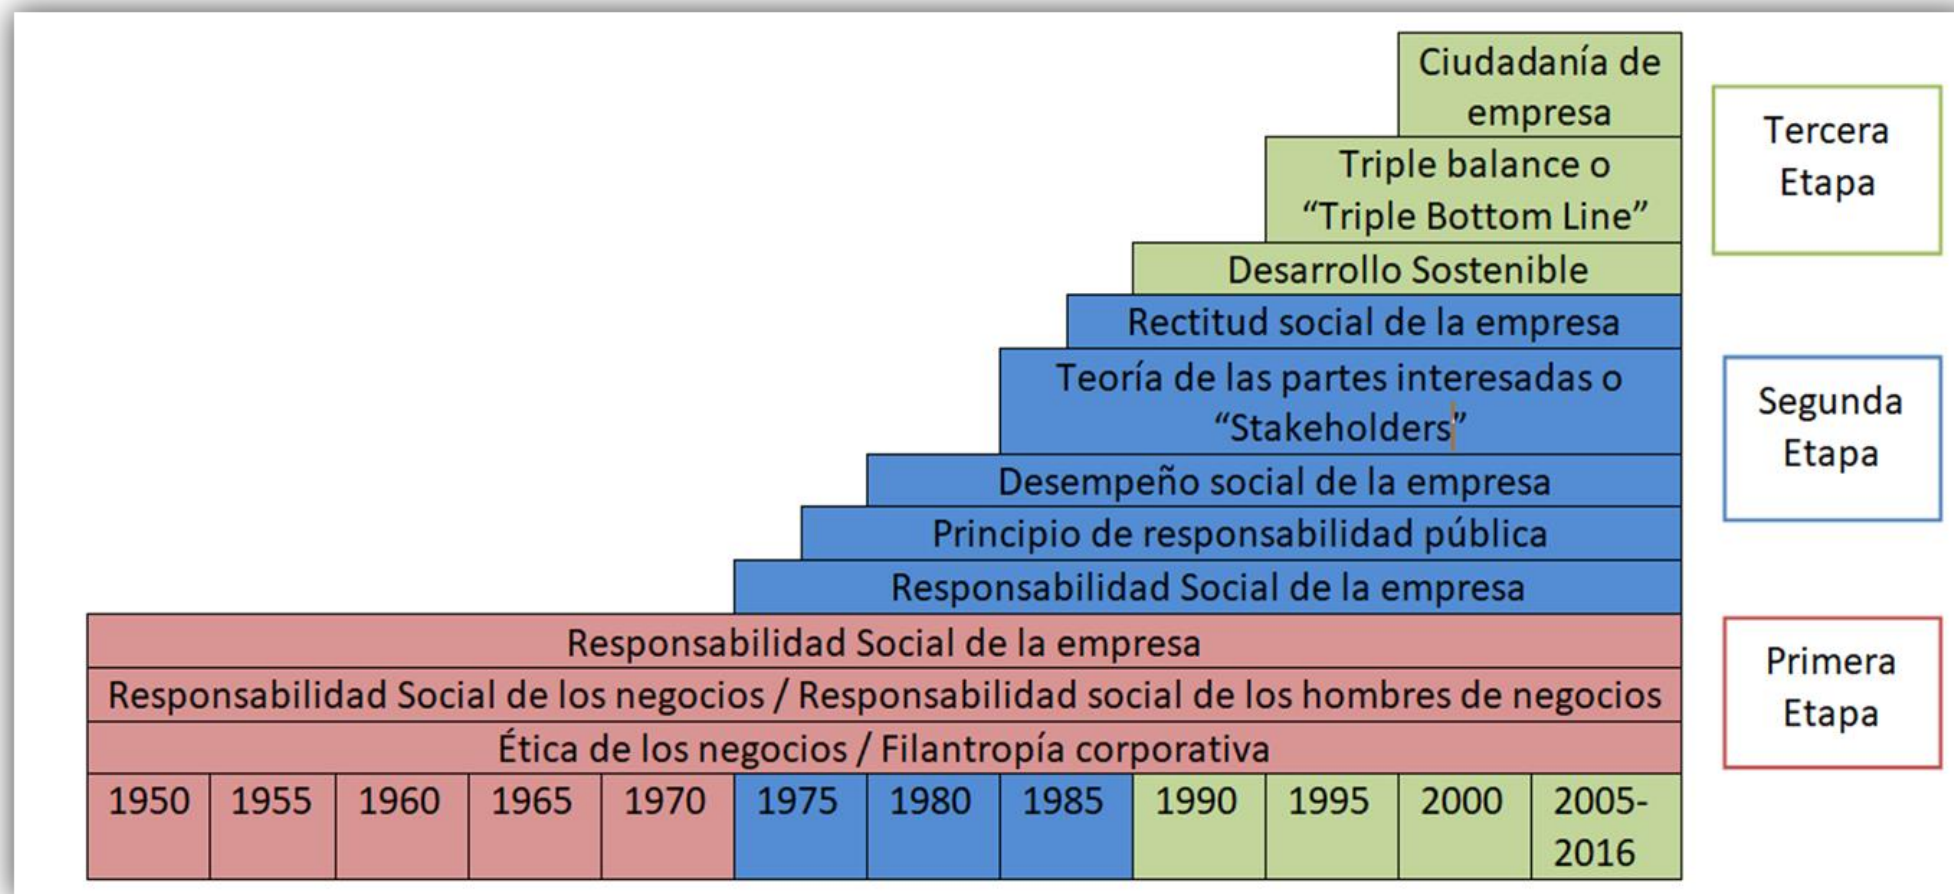 Ciudadanía de
empresa
Triple balance o
“Triple Bottom Line”
Desarrollo Sostenible
Rectitud social de la empresa
Teoría de las partes interesadas o
“Stakeholders”
Desempeño social de la empresa
Principio de responsabilidad pública
Responsabilidad Social de la empresa
Responsabilidad Social de la empresa
Responsabilidad Social de los negocios / Responsabilidad social de los hombres de negocios
Ética de los negocios / Filantropía corporativa
1950 1955 1960 1965 1970 1975 1980 1985 1990 1995 2000 2005-
2016
Tercera
Etapa
Segunda
Etapa
Primera
Etapa